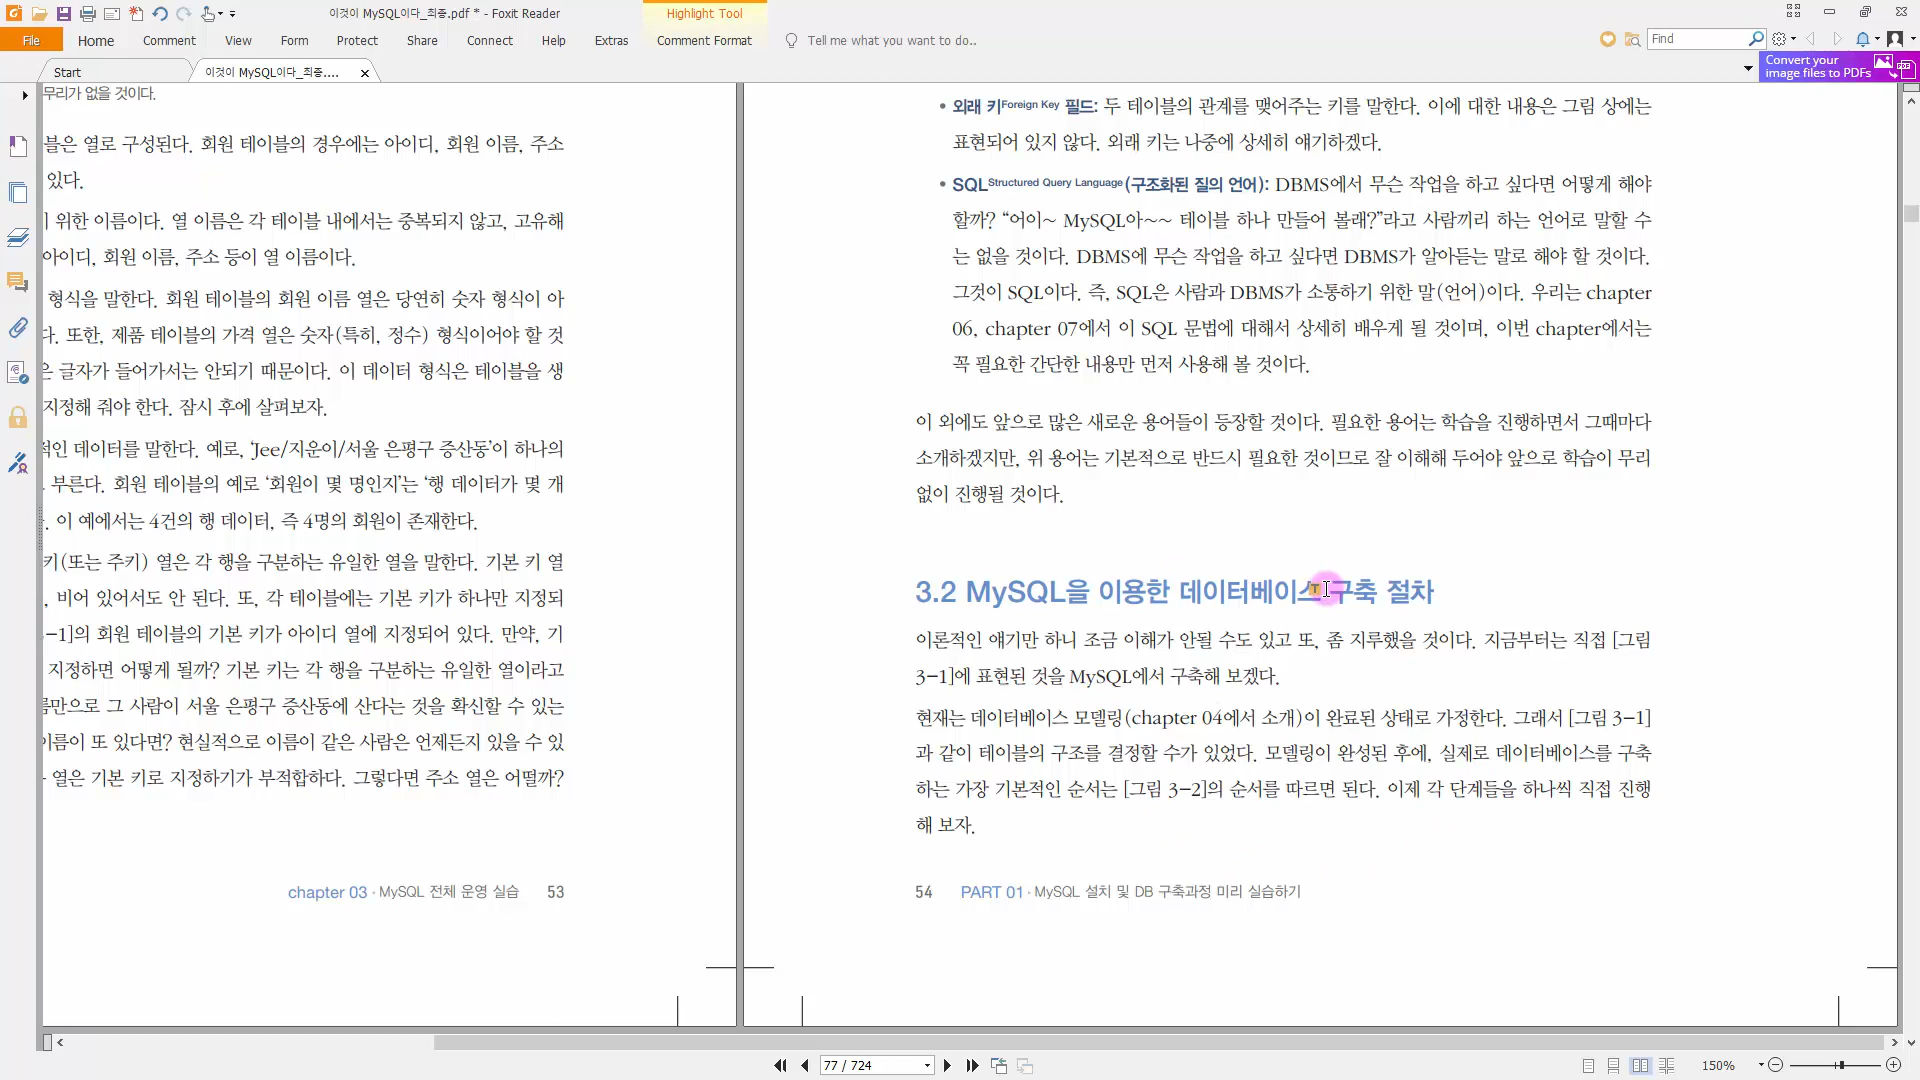 이것이 MySQL이다_최종.pdf * - Foxit Reader
Highlight Tool
File
Home
Comment
View
Form
Protect
Share
Connect
Help
Extras
Comment Format
Tell me what you want to do..
Find
Start
이것이 MySQL이다_최종....
Convert your
image files to PDFs
무리가 없을 것이다.
블은 열로 구성된다. 회원 테이블의 경우에는 아이디, 회원 이름, 주소
있다.
위한 이름이다. 열 이름은 각 테이블 내에서는 중복되지 않고, 고유해
아이디, 회원 이름, 주소 등이 열 이름이다.
형식을 말한다. 회원 테이블의 회원 이름 열은 당연히 숫자 형식이 아
다. 또한, 제품 테이블의 가격 열은 숫자(특히, 정수) 형식이어야 할 것
은 글자가 들어가서는 안되기 때문이다. 이 데이터 형식은 테이블을 생
지정해 줘야 한다. 잠시 후에 살펴보자.
적인 데이터를 말한다. 예로, ‘Jee/지운이/서울 은평구 증산동’이 하나의
부른다. 회원 테이블의 예로 ‘회원이 몇 명인지’는 ‘행 데이터가 몇 개
. 이 예에서는 4건의 행 데이터, 즉 4명의 회원이 존재한다.
키(또는 주키) 열은 각 행을 구분하는 유일한 열을 말한다. 기본 키 열
, 비어 있어서도 안 된다. 또, 각 테이블에는 기본 키가 하나만 지정되
3-1]의 회원 테이블의 기본 키가 아이디 열에 지정되어 있다. 만약, 기
지정하면 어떻게 될까? 기본 키는 각 행을 구분하는 유일한 열이라고
름만으로 그 사람이 서울 은평구 증산동에 산다는 것을 확신할 수 있는
이름이 또 있다면? 현실적으로 이름이 같은 사람은 언제든지 있을 수 있
열은 기본 키로 지정하기가 부적합하다. 그렇다면 주소 열은 어떨까?
chapter 03 · MySQL 전체 운영 실습 53
• 외래 키Foreign Key 필드: 두 테이블의 관계를 맺어주는 키를 말한다. 이에 대한 내용은 그림 상에는
표현되어 있지 않다. 외래 키는 나중에 상세히 얘기하겠다.
• SQLStructured Query Language(구조화된 질의 언어): DBMS에서 무슨 작업을 하고 싶다면 어떻게 해야
할까? “어이~ MySQL아~~ 테이블 하나 만들어 볼래?”라고 사람끼리 하는 언어로 말할 수
는 없을 것이다. DBMS에 무슨 작업을 하고 싶다면 DBMS가 알아듣는 말로 해야 할 것이다.
그것이 SQL이다. 즉, SQL은 사람과 DBMS가 소통하기 위한 말(언어)이다. 우리는 chapter
06, chapter 07에서 이 SQL 문법에 대해서 상세히 배우게 될 것이며, 이번 chapter에서는
꼭 필요한 간단한 내용만 먼저 사용해 볼 것이다.
이 외에도 앞으로 많은 새로운 용어들이 등장할 것이다. 필요한 용어는 학습을 진행하면서 그때마다
소개하겠지만, 위 용어는 기본적으로 반드시 필요한 것이므로 잘 이해해 두어야 앞으로 학습이 무리
없이 진행될 것이다.
3.2 MySQL을 이용한 데이터베이스 구축 절차
이론적인 얘기만 하니 조금 이해가 안될 수도 있고 또, 좀 지루했을 것이다. 지금부터는 직접 [그림
3-1]에 표현된 것을 MySQL에서 구축해 보겠다.
현재는 데이터베이스 모델링(chapter 04에서 소개)이 완료된 상태로 가정한다. 그래서 [그림 3-1]
과 같이 테이블의 구조를 결정할 수가 있었다. 모델링이 완성된 후에, 실제로 데이터베이스를 구축
하는 가장 기본적인 순서는 [그림 3-2]의 순서를 따르면 된다. 이제 각 단계들을 하나씩 직접 진행
해 보자.
54 PART 01 · MySQL 설치 및 DB 구축과정 미리 실습하기
77 / 724
150%